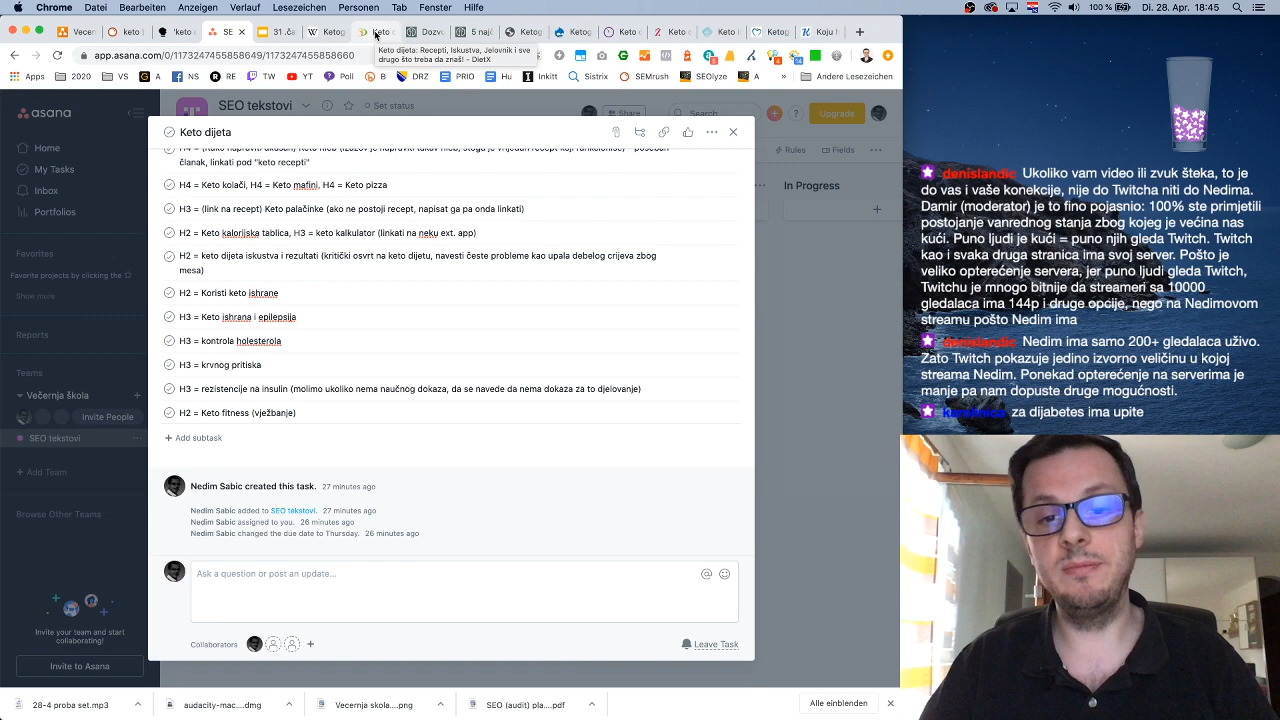 Chrome Datei Bearbeiten Anzeigen Verlauf Lesezeichen Personen Tab Fenster Hilfe
100% Di. 28. Apr. 18:45
Keto dijeta: Recepti, Iskustva, Jelovnik i sve
drugo što treba da znaš! - DietX
app.asana.com/0/1173247455858660/1173247455858660
Apps 2020 VS A NS RE TW YT Poll B DRZ PRIO Hu Inkitt Sistrix SEMrush SEOlyze A » Andere Lesezeichen
asana
Home
My Tasks
Inbox
Portfolios
Favorites
Favorite projects by clicking the
Show more
Reports
Teams
Večernja škola
Invite People
SEO tekstovi
Add Team
Browse Other Teams
Invite your team and start
collaborating!
Invite to Asana
SEO tekstovi
Set status
Share
Search
Upgrade
Rules
Fields
In Progress
Keto dijeta
članak, linkati pod "keto recepti"
H4 = Keto kolači, H4 = Keto mafini, H4 = Keto pizza
H3 = (link na recept) Keto palačinke (ako ne postoji recept, napisat ga pa onda linkati)
H2 = Keto kalorijska tablica, H3 = keto kalkulator (linkati na neku ext. app)
H2 = keto dijeta iskustva i rezultati (kritički osvrt na keto dijetu, navesti česte probleme kao upala debelog crijeva zbog
mesa)
H2 = Koristi keto ishrane
H3 = Keto ishrana i epilepsija
H3 = kontrola holesterola
H3 = krvnog pritiska
H3 = rezistencije na insulin (molimo ukoliko nema naučnog dokaza, da se navede da nema dokaza za to djelovanje)
H2 = Keto fitness (vježbanje)
Add subtask
Nedim Sabic created this task. 27 minutes ago
Nedim Sabic added to SEO tekstovi. 27 minutes ago
Nedim Sabic assigned to you. 26 minutes ago
Nedim Sabic changed the due date to Thursday. 26 minutes ago
Ask a question or post an update...
Collaborators
Leave Task
28-4 proba set.mp3
audacity-mac....dmg
Vecernja skola....png
SEO (audit) pla....pdf
Alle einblenden
denislandic Ukoliko vam video ili zvuk šteka, to je
do vas i vaše konekcije, nije do Twitcha niti do Nedima.
Damir (moderator) je to fino pojasnio: 100% ste primjetili
postojanje vanrednog stanja zbog kojeg je većina nas
kući. Puno ljudi je kući = puno njih gleda Twitch. Twitch
kao i svaka druga stranica ima svoj server. Pošto je
veliko opterećenje servera, jer puno ljudi gleda Twitch,
Twitchu je mnogo bitnije da streameri sa 10000
gledalaca ima 144p i druge opcije, nego na Nedimovom
streamu pošto Nedim ima
denislandic Nedim ima samo 200+ gledalaca uživo.
Zato Twitch pokazuje jedino izvorno veličinu u kojoj
streama Nedim. Ponekad opterećenje na serverima je
manje pa nam dopuste druge mogućnosti.
za dijabetes ima upite